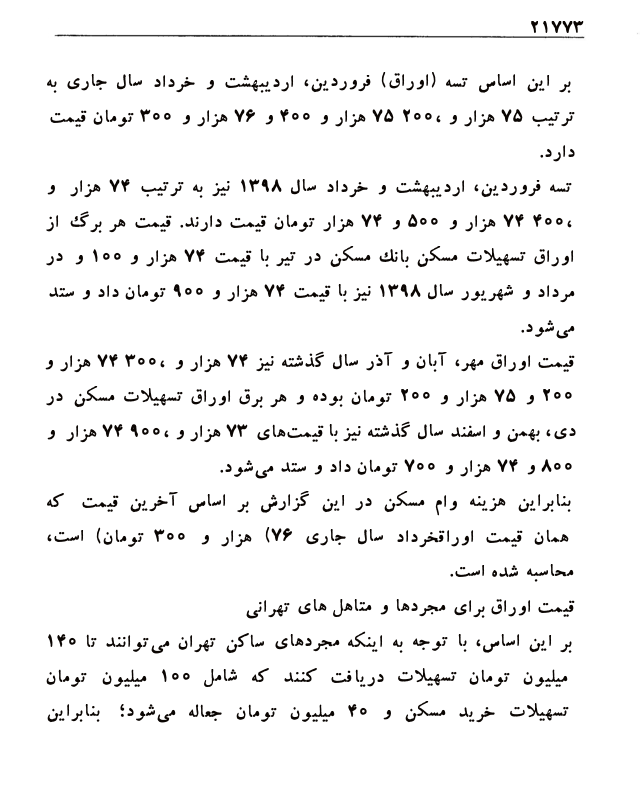 ۲۱۷۷۳
بر این اساس تسه (اوراق) فروردین، اردیبهشت و خرداد سال جاری به
ترتیب ۷۵ هزار و ،۲۰۰ ۷۵ هزار و ۴۰۰ و ۷۶ هزار و ۳۰۰ تومان قیمت
دارد.
تسه فروردین، اردیبهشت و خرداد سال ۱۳۹۸ نیز به ترتیب ۷۴ هزار و
،۴۰۰ ۷۴ هزار و ۵۰۰ و ۷۴ هزار تومان قیمت دارند. قیمت هر برگ از
اوراق تسهیلات مسکن بانك مسکن در تیر با قیمت ۷۴ هزار و ۱۰۰ و در
مرداد و شهریور سال ۱۳۹۸ نیز با قیمت ۷۴ هزار و ۹۰۰ تومان داد و ستد
می‌شود.
قیمت اوراق مهر، آبان و آذر سال گذشته نیز ۷۴ هزار و ،۳۰۰ ۷۴ هزار و
۲۰۰ و ۷۵ هزار و ۲۰۰ تومان بوده و هر برق اوراق تسهیلات مسکن در
دی، بهمن و اسفند سال گذشته نیز با قیمت‌های ۷۳ هزار و ،۹۰۰ ۷۴ هزار و
۸۰۰ و ۷۴ هزار و ۷۰۰ تومان داد و ستد می‌شود.
بنابراین هزینه وام مسکن در این گزارش بر اساس آخرین قیمت که
همان قیمت اوراقخرداد سال جاری ۷۶) هزار و ۳۰۰ تومان) است،
محاسبه شده است.
قیمت اوراق برای مجردها و متاهل های تهرانی
بر این اساس، با توجه به اینکه مجردهای ساکن تهران می‌توانند تا ۱۴۰
میلیون تومان تسهیلات دریافت کنند که شامل ۱۰۰ میلیون تومان
تسهیلات خرید مسکن و ۴۰ میلیون تومان جعاله می‌شود؛ بنابراین